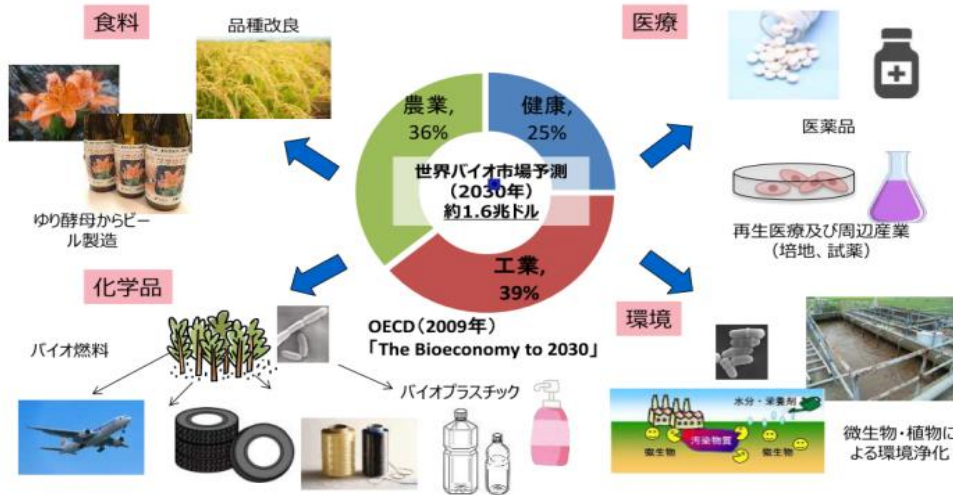 食料
品種改良
ゆり酵母からビー
ル製造
農業,
36%
健康,
25%
世界バイオ市場予測
（2030年）
約1.6兆ドル
工業,
39%
OECD（2009年）
「The Bioeconomy to 2030」
医療
医薬品
再生医療及び周辺産業
（培地、試薬）
化学品
バイオ燃料
バイオプラスチック
環境
水分・栄養剤
汚染物質
微生物
微生物
微生物・植物に
よる環境浄化